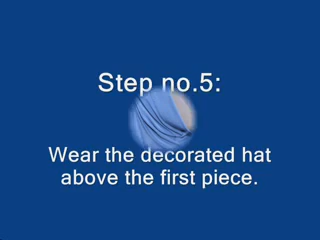 Step no.5:
Wear the decorated hat
above the first piece.